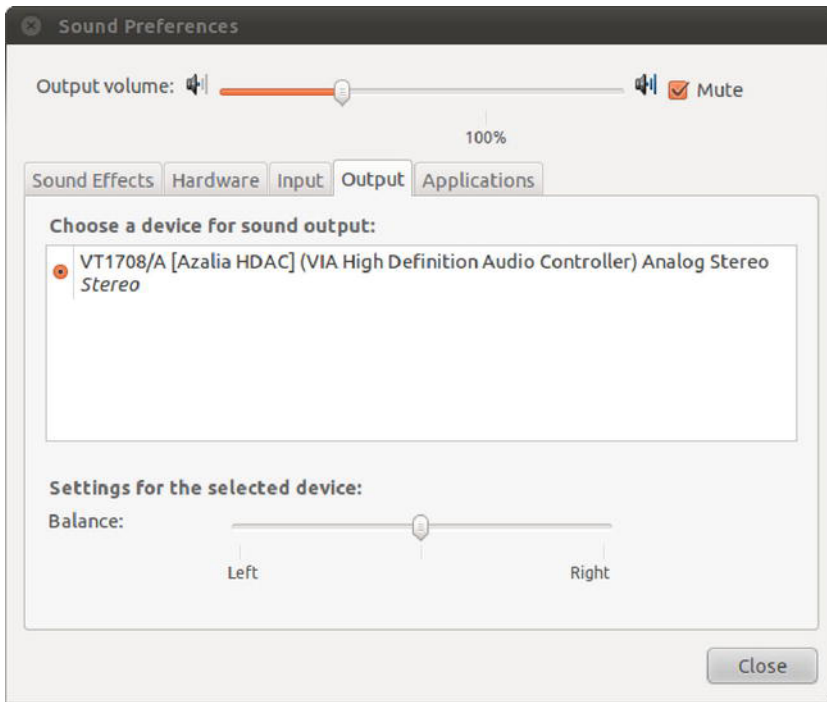 Sound Preferences
Output volume:
Mute
100%
Sound Effects Hardware Input Output Applications
Choose a device for sound output:
VT1708/A [Azalia HDAC] (VIA High Definition Audio Controller) Analog Stereo
Stereo
Settings for the selected device:
Balance:
Left Right
Close